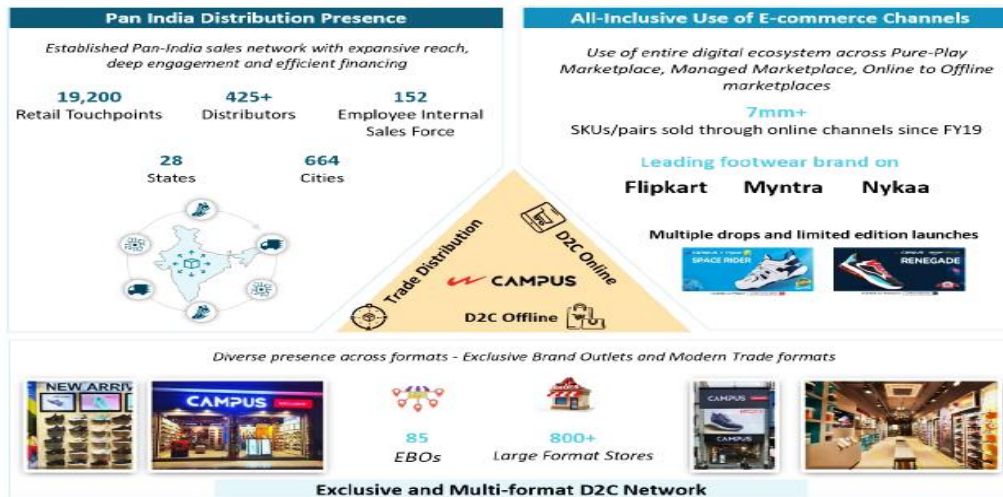 Pan India Distribution Presence
Established Pan-India sales network with expansive reach,
deep engagement and efficient financing
19,200
Retail Touchpoints
425+
Distributors
152
Employee Internal
Sales Force
28
States
664
Cities
All-Inclusive Use of E-commerce Channels
Use of entire digital ecosystem across Pure-Play
Marketplace, Managed Marketplace, Online to Offline
marketplaces
7mm+
SKUs/pairs sold through online channels since FY19
Leading footwear brand on
Flipkart Myntra Nykaa
Multiple drops and limited edition launches
SPACE RIDER
RENEGADE
Trade Distribution
D2C Online
CAMPUS
D2C Offline
Diverse presence across formats - Exclusive Brand Outlets and Modern Trade formats
NEW ARRIV
CAMPUS
85
EBOs
800+
Large Format Stores
CAMPUS
CAMPUS
Exclusive and Multi-format D2C Network